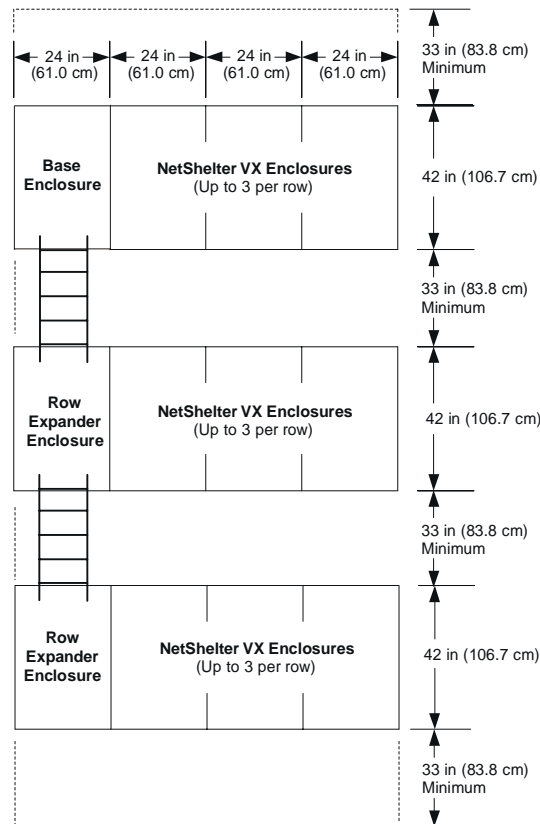 33 in (83.8 cm)
Minimum
24 in
(61.0 cm)
24 in
(61.0 cm)
24 in
(61.0 cm)
24 in
(61.0 cm)
Base
Enclosure
NetShelter VX Enclosures
(Up to 3 per row)
42 in (106.7 cm)
33 in (83.8 cm)
Minimum
Row
Expander
Enclosure
NetShelter VX Enclosures
(Up to 3 per row)
42 in (106.7 cm)
33 in (83.8 cm)
Minimum
Row
Expander
Enclosure
NetShelter VX Enclosures
(Up to 3 per row)
42 in (106.7 cm)
33 in (83.8 cm)
Minimum